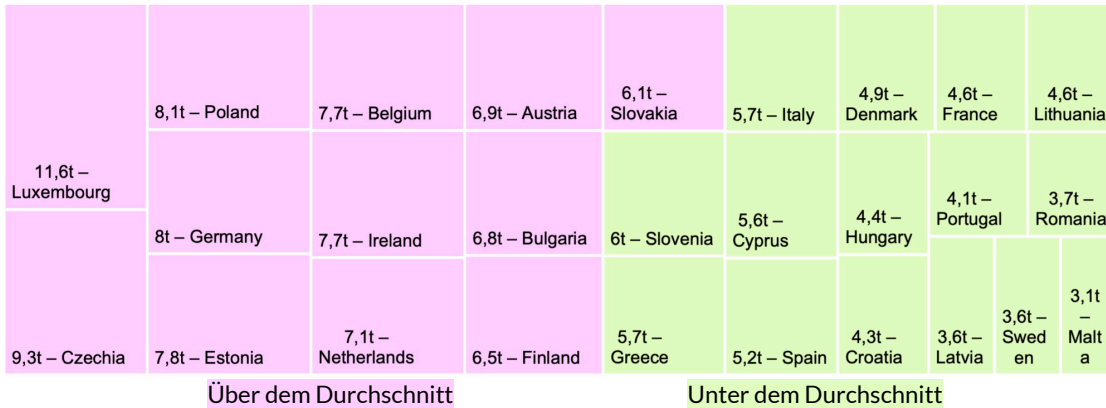 11,6t –
Luxembourg
9,3t – Czechia
8,1t – Poland
8t – Germany
7,8t – Estonia
7,7t – Belgium
7,7t – Ireland
7,1t –
Netherlands
6,9t – Austria
6,8t – Bulgaria
6,5t – Finland
6,1t –
Slovakia
6t – Slovenia
5,7t –
Greece
5,7t – Italy
5,6t –
Cyprus
5,2t – Spain
4,9t –
Denmark
4,4t –
Hungary
4,3t –
Croatia
4,6t –
France
4,6t –
Lithuania
4,1t –
Portugal
3,7t –
Romania
3,6t –
Latvia
3,6t –
Swed
en
3,1t
–
Malt
a
Über dem Durchschnitt
Unter dem Durchschnitt